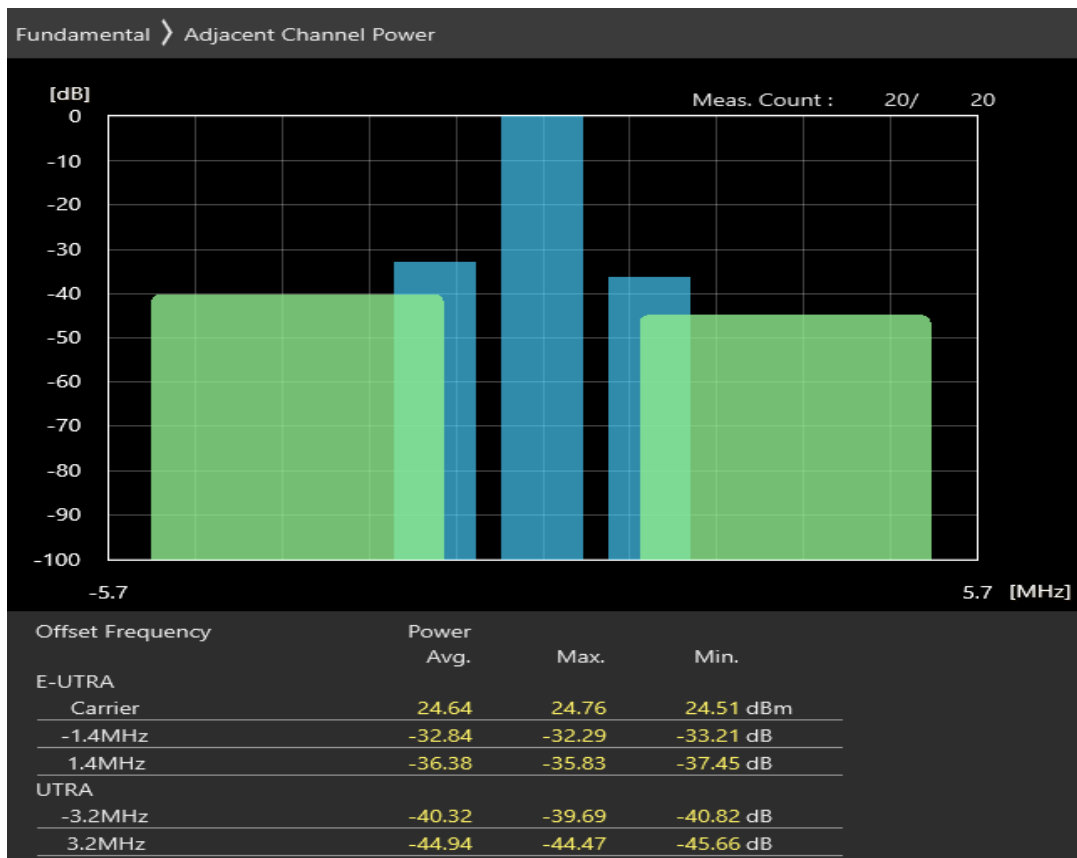 Fundamental 〉 Adjacent Channel Power
[dB]
Meas. Count : 20/ 20
0
-10
-20
-30
-40
-50
-60
-70
-80
-90
-100
-5.7 5.7 [MHz]
Offset Frequency Power
Avg. Max. Min.
E-UTRA
Carrier 24.64 24.76 24.51 dBm
-1.4MHz -32.84 -32.29 -33.21 dB
1.4MHz -36.38 -35.83 -37.45 dB
UTRA
-3.2MHz -40.32 -39.69 -40.82 dB
3.2MHz -44.94 -44.47 -45.66 dB